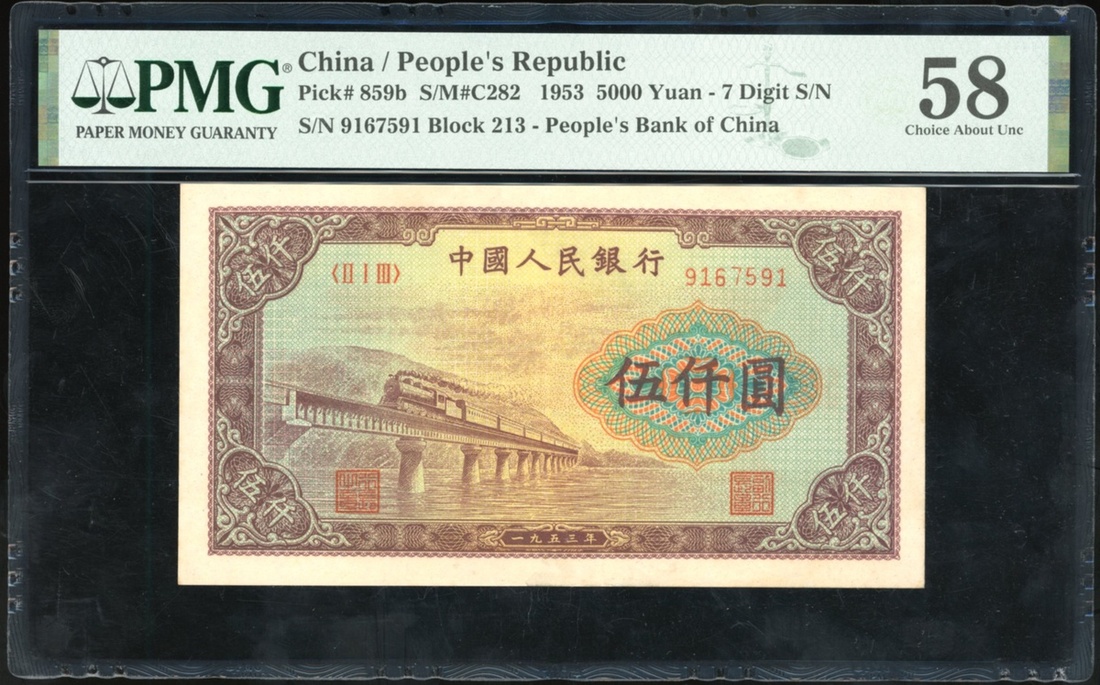 PMG®
PAPER MONEY GUARANTY
China / People's Republic
Pick# 859b S/M#C282 1953 5000 Yuan - 7 Digit S/N
S/N 9167591 Block 213 - People's Bank of China
58
Choice About Unc
伍仟
伍仟
中國人民銀行
〈II I III〉
9167591
伍仟圓
伍仟
伍仟
一九五三年